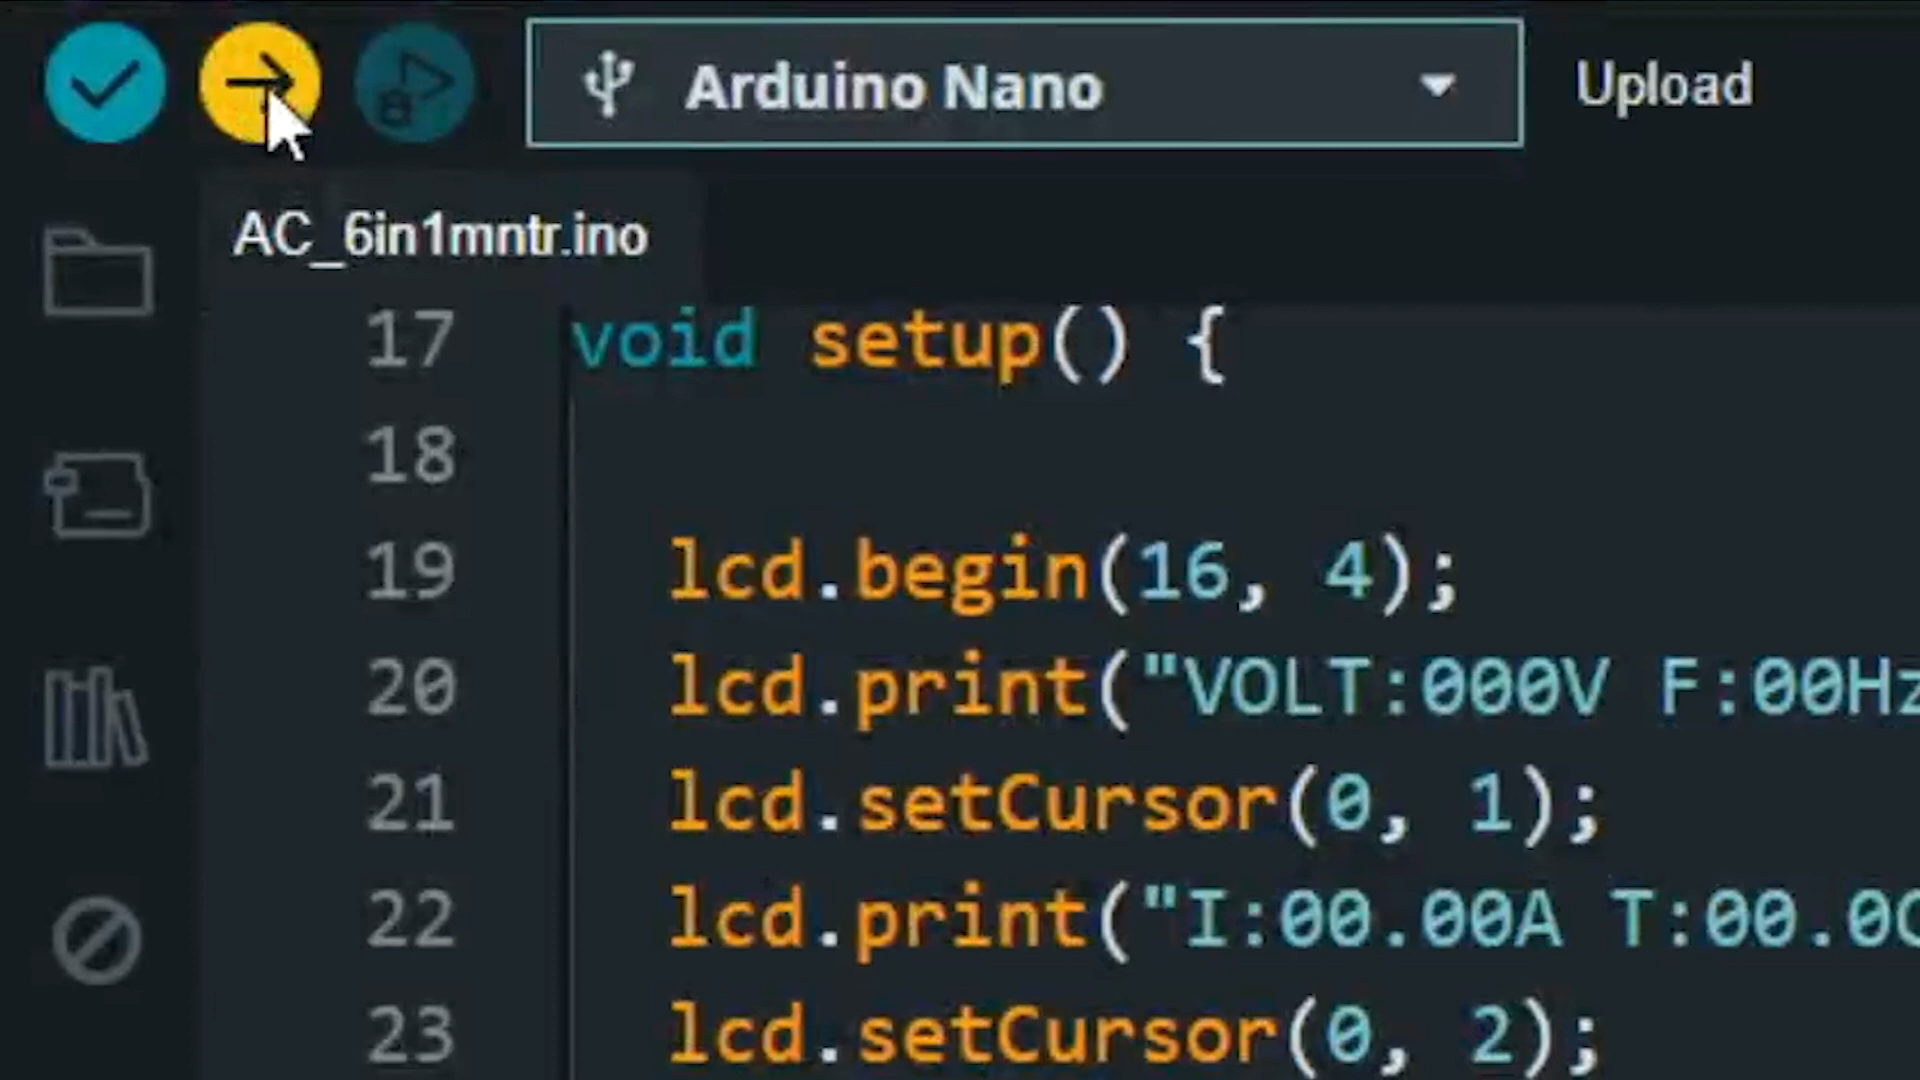 Arduino Nano
Upload
AC_6in1mntr.ino
17 void setup() {
18
19 lcd.begin(16, 4);
20 lcd.print("VOLT:000V F:00Hz
21 lcd.setCursor(0, 1);
22 lcd.print("I:00.00A T:00.0C
23 lcd.setCursor(0, 2);